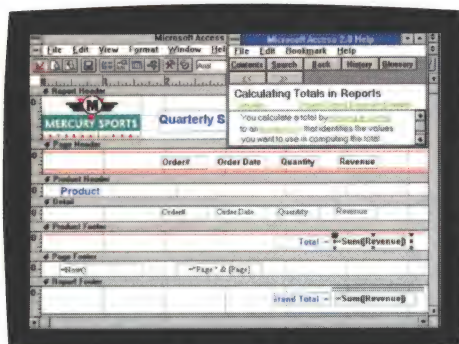 Microsoft Access
Microsoft Access 2.0 Help
File Edit View Format Window Help
File Edit Bookmark Help
Contents Search Back History Glossary
<< >>
Arial
Calculating Totals in Reports
You calculate a total by
to an that identifies the values
you want to use in computing the total.
Report Header
M
MERCURY SPORTS
Quarterly S
Page Header
Order# Order Date Quantity Revenue
Product Header
Product
Detail
Order# Order Date Quantity Revenue
Product Footer
Total = =Sum([Revenue])
Page Footer
=Now() ="Page " & [Page]
Report Footer
Grand Total = =Sum([Revenue])